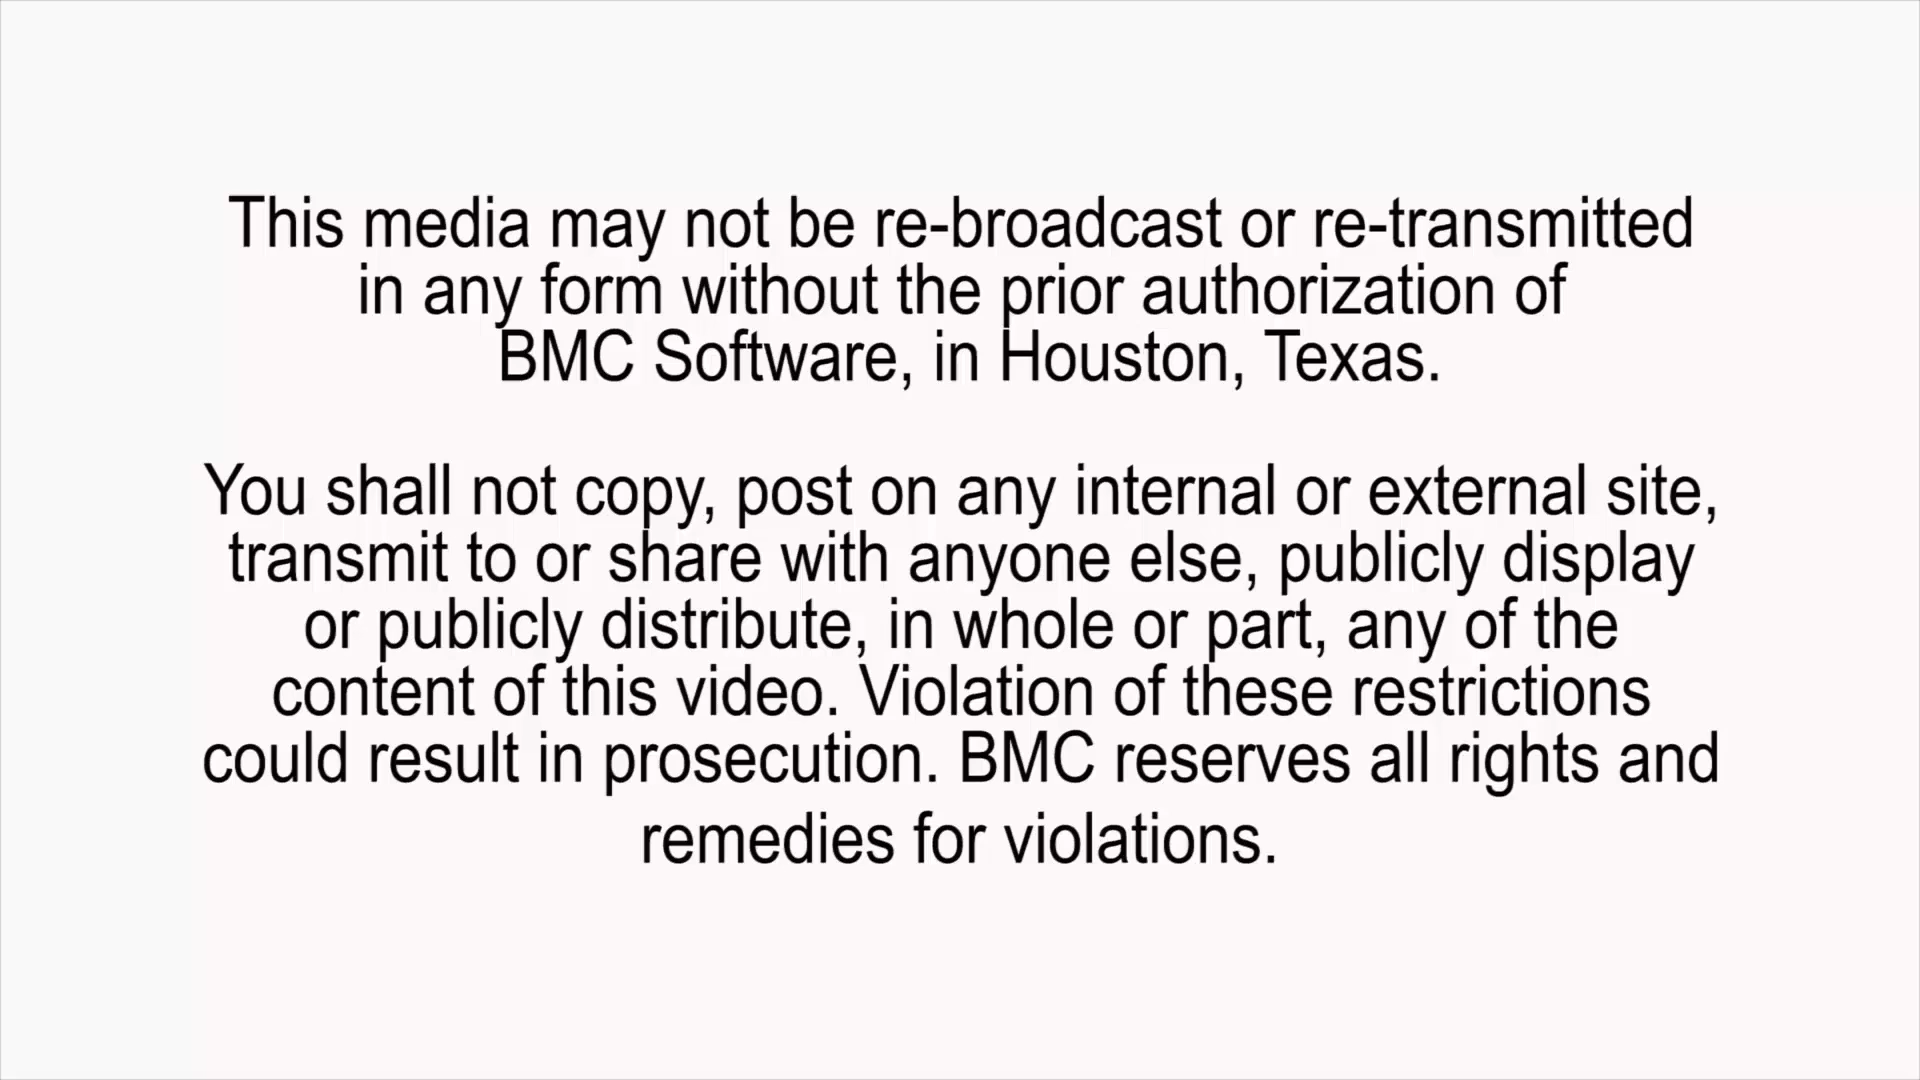 This media may not be re-broadcast or re-transmitted
in any form without the prior authorization of
BMC Software, in Houston, Texas.
You shall not copy, post on any internal or external site,
transmit to or share with anyone else, publicly display
or publicly distribute, in whole or part, any of the
content of this video. Violation of these restrictions
could result in prosecution. BMC reserves all rights and
remedies for violations.